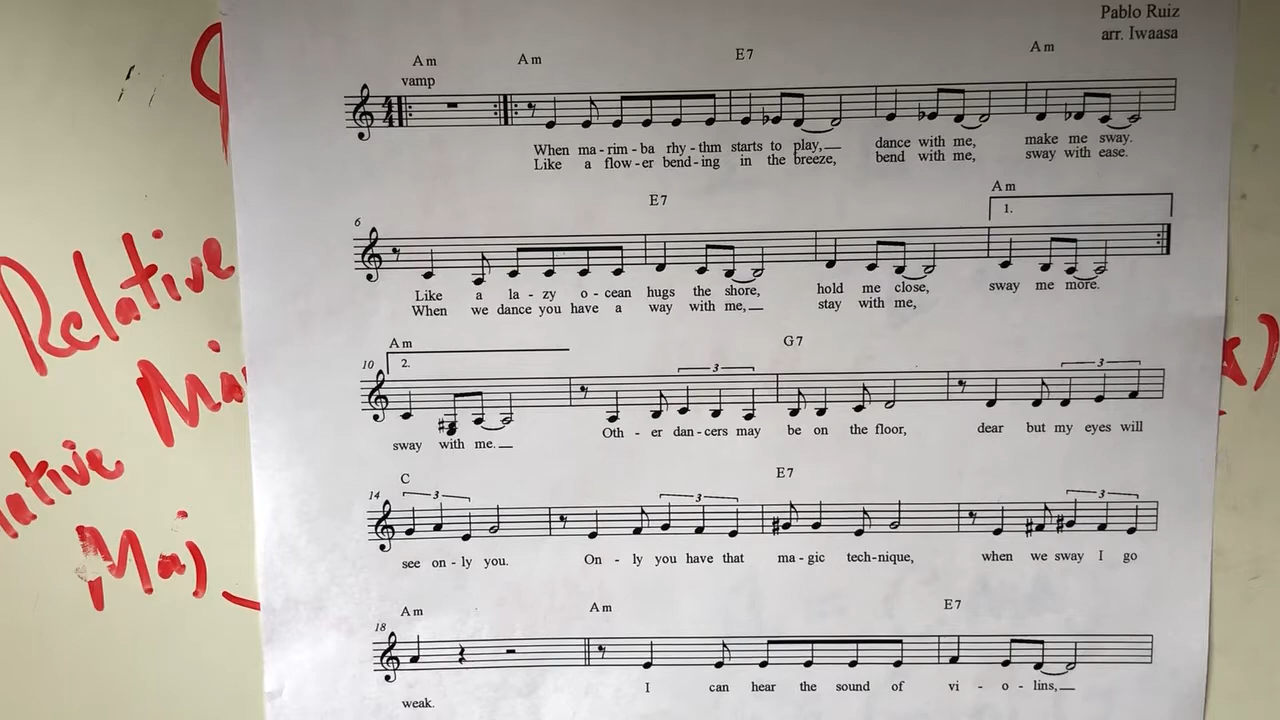 Pablo Ruiz
arr. Iwaasa
Am Am E7 Am
vamp
When ma - rim - ba rhy - thm starts to play, dance with me, make me sway.
Like a flow - er bend - ing in the breeze, bend with me, sway with ease.
E7 Am
6 1.
Like a la - zy o - cean hugs the shore, hold me close, sway me more.
When we dance you have a way with me, stay with me,
Am G7
10 2. 3 3
sway with me. Oth - er dan - cers may be on the floor, dear but my eyes will
C E7
14 3 3 3
see on - ly you. On - ly you have that ma - gic tech - nique, when we sway I go
Am Am E7
18
weak. I can hear the sound of vi - o - lins,
Relative
Maj